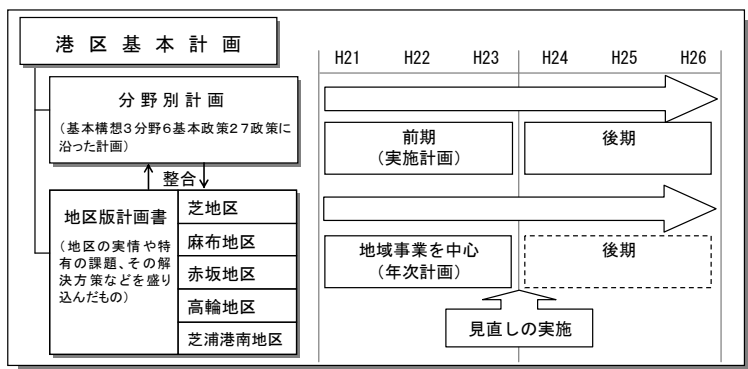 港区基本計画
H21 H22 H23 H24 H25 H26
分野別計画
（基本構想３分野６基本政策２７政策に
沿った計画）
前期
（実施計画）
後期
整合
地区版計画書
（地区の実情や特
有の課題、その解
決方策などを盛り
込んだもの）
芝地区
麻布地区
赤坂地区
高輪地区
芝浦港南地区
地域事業を中心
（年次計画）
後期
見直しの実施